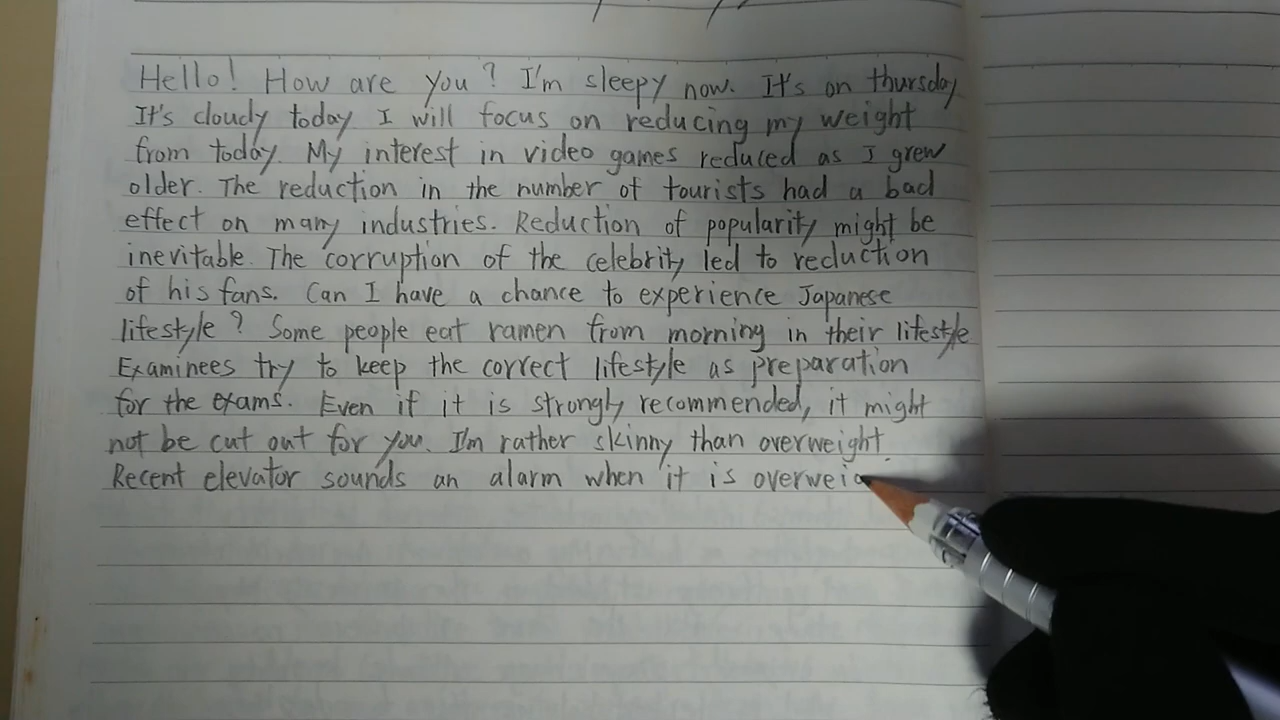 Hello! How are you? I'm sleepy now. It's on thursday
It's cloudy today I will focus on reducing my weight
from today. My interest in video games reduced as I grew
older. The reduction in the number of tourists had a bad
effect on many industries. Reduction of popularity might be
inevitable. The corruption of the celebrity led to reduction
of his fans. Can I have a chance to experience Japanese
lifestyle? Some people eat ramen from morning in their lifestyle
Examinees try to keep the correct lifestyle as preparation
for the exams. Even if it is strongly recommended, it might
not be cut out for you. I'm rather skinny than overweight.
Recent elevator sounds an alarm when it is overweig